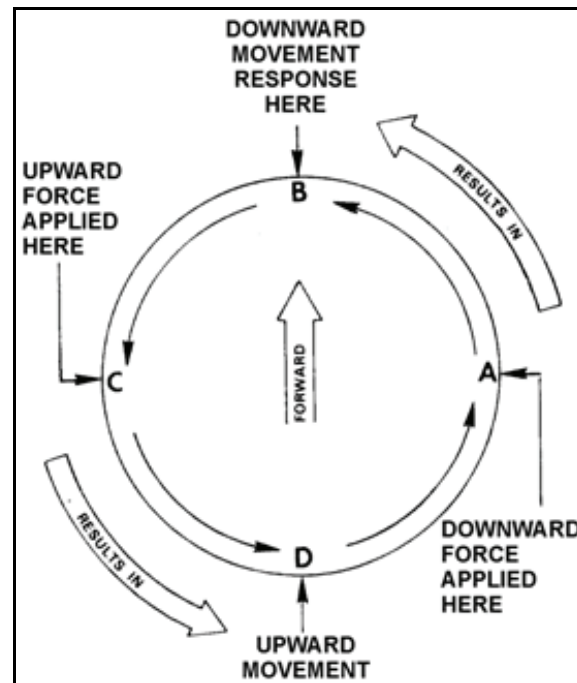 DOWNWARD
MOVEMENT
RESPONSE
HERE
UPWARD
FORCE
APPLIED
HERE
RESULTS IN
B
FORWARD
C
A
RESULTS IN
D
DOWNWARD
FORCE
APPLIED
HERE
UPWARD
MOVEMENT